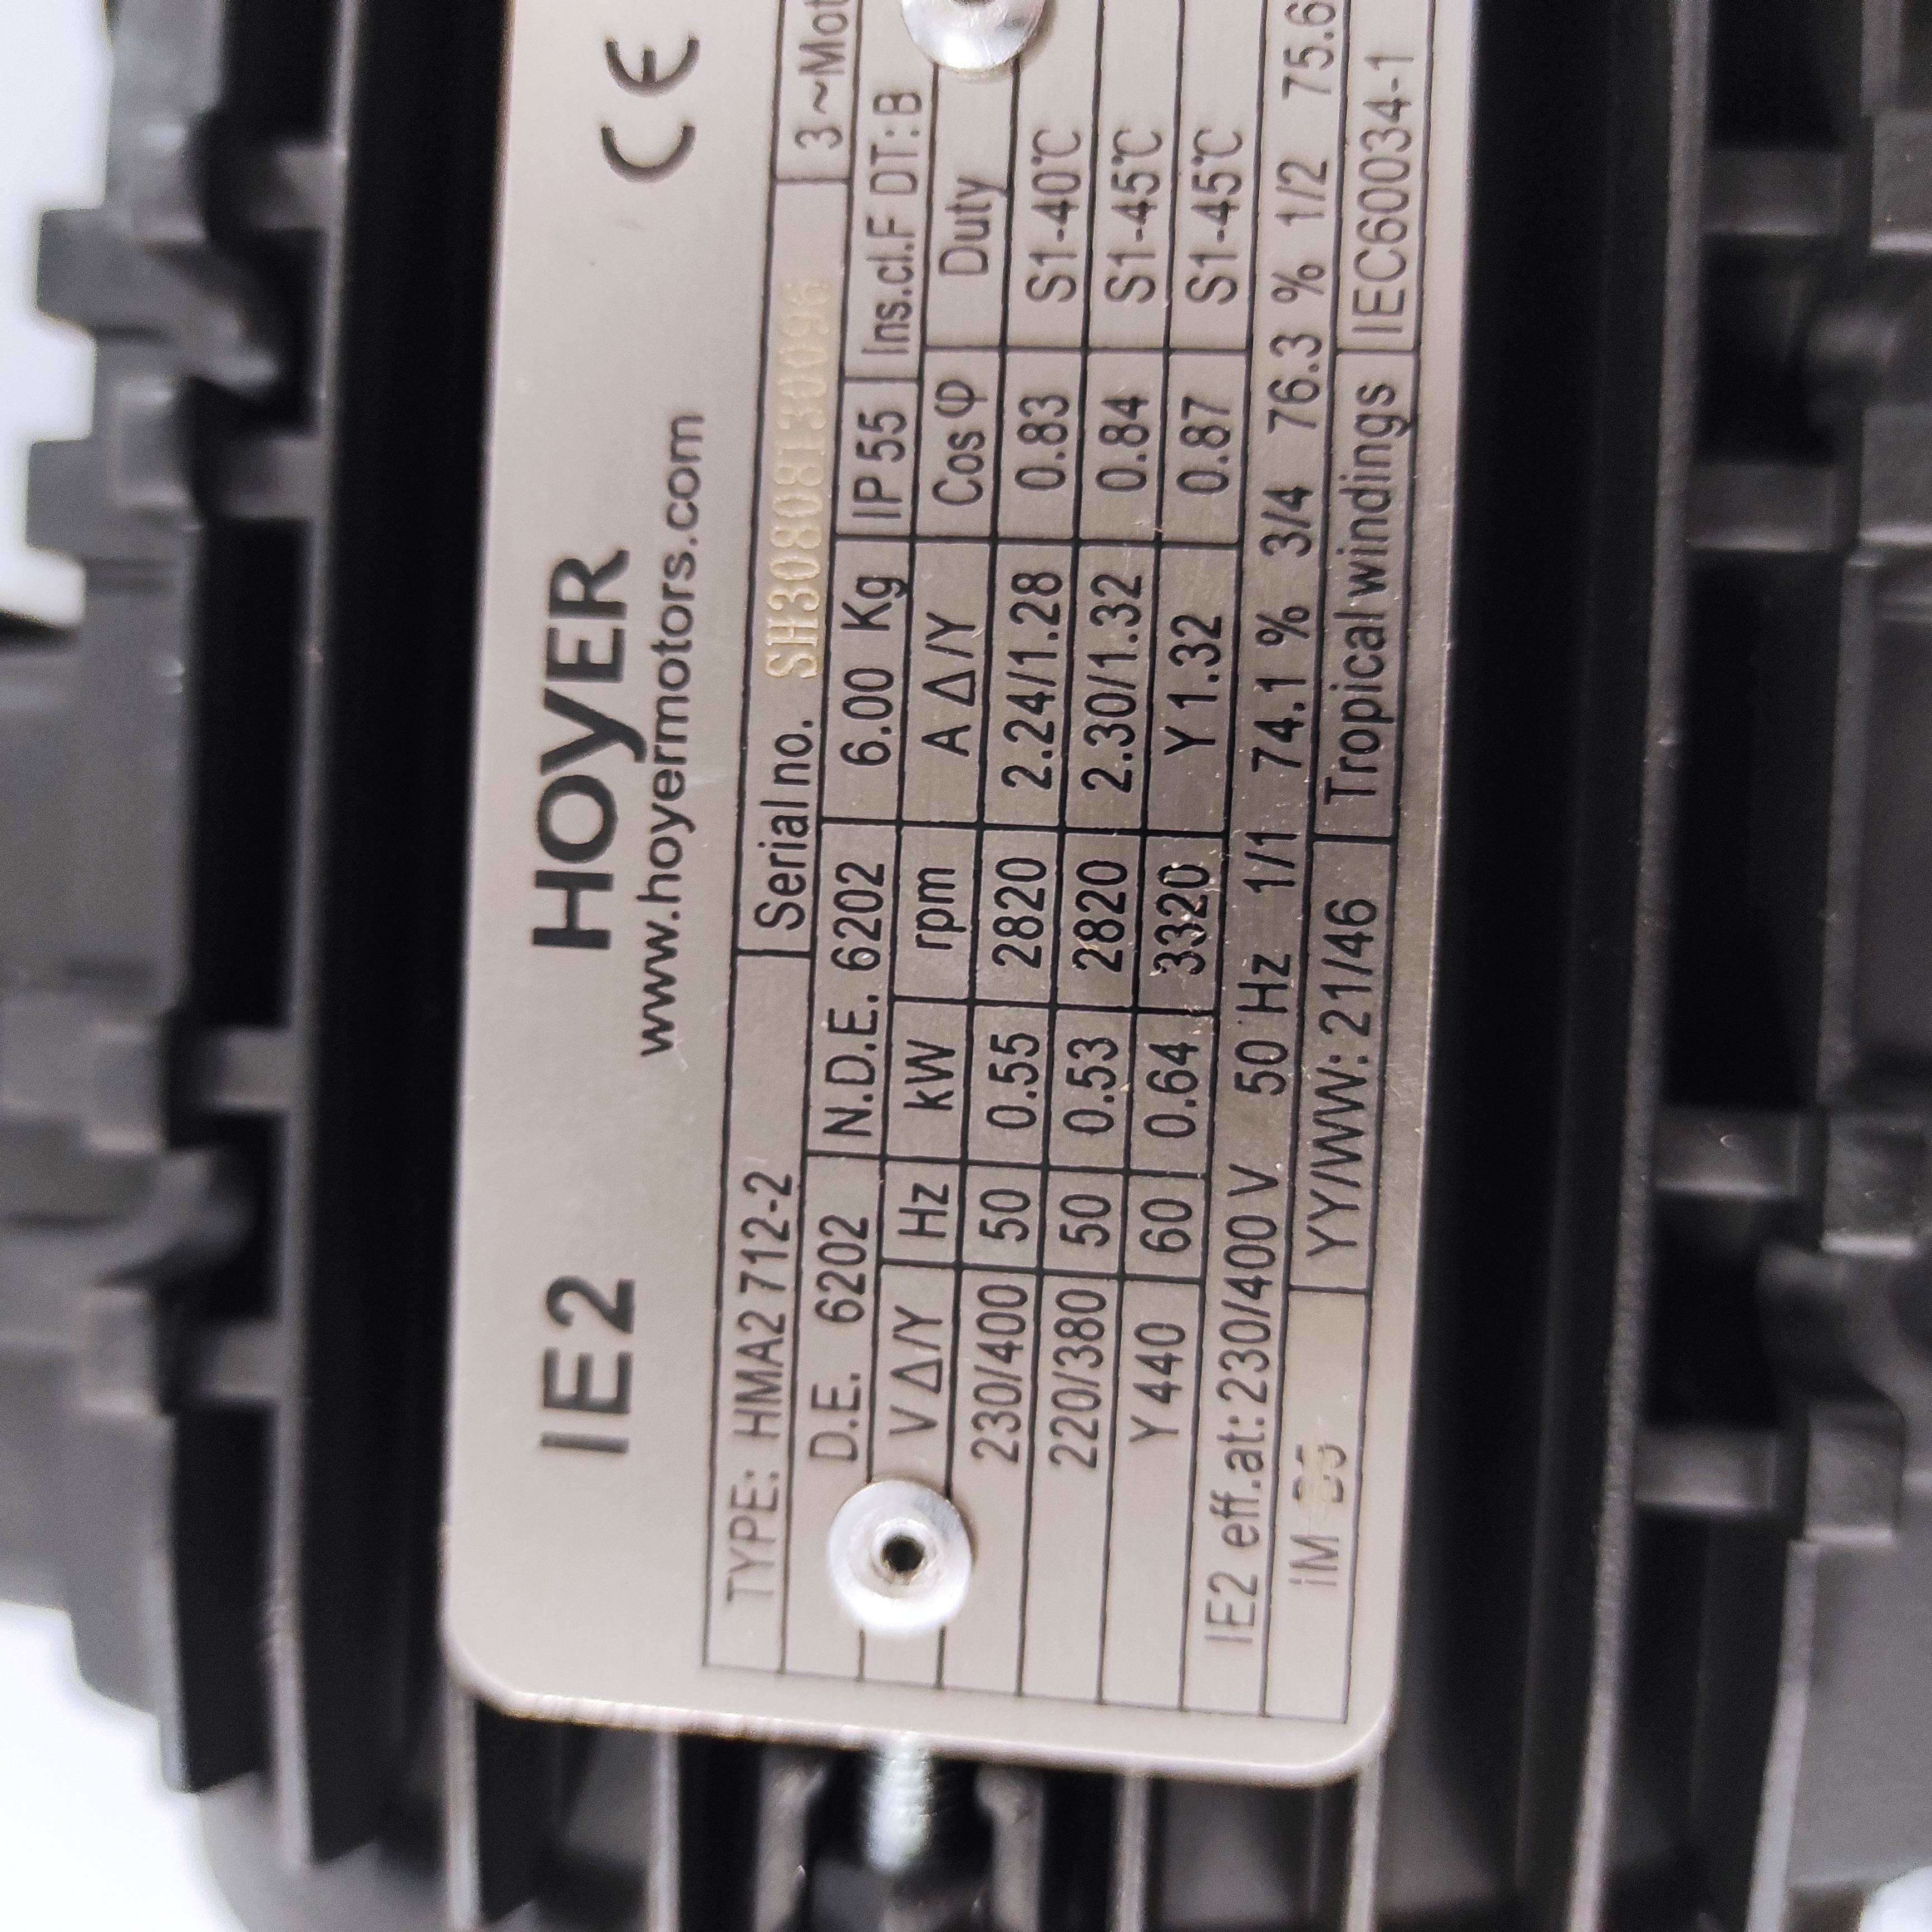 IE2 HOYER CE
www.hoyermotors.com
TYPE: HMA2 712-2 Serial no. SH30808130096 3~Mot
D.E. 6202 N.D.E. 6202 6.00 Kg IP 55 Ins.cl.F DT:B
V Δ/Y Hz kW rpm A Δ/Y Cos φ Duty
230/400 50 0.55 2820 2.24/1.28 0.83 S1-40℃
220/380 50 0.53 2820 2.30/1.32 0.84 S1-45℃
Y 440 60 0.64 3320 Y 1.32 0.87 S1-45℃
IE2 eff.at: 230/400 V 50 Hz 1/1 74.1 % 3/4 76.3 % 1/2 75.6
IM YY/WW: 21/46 Tropical windings IEC60034-1